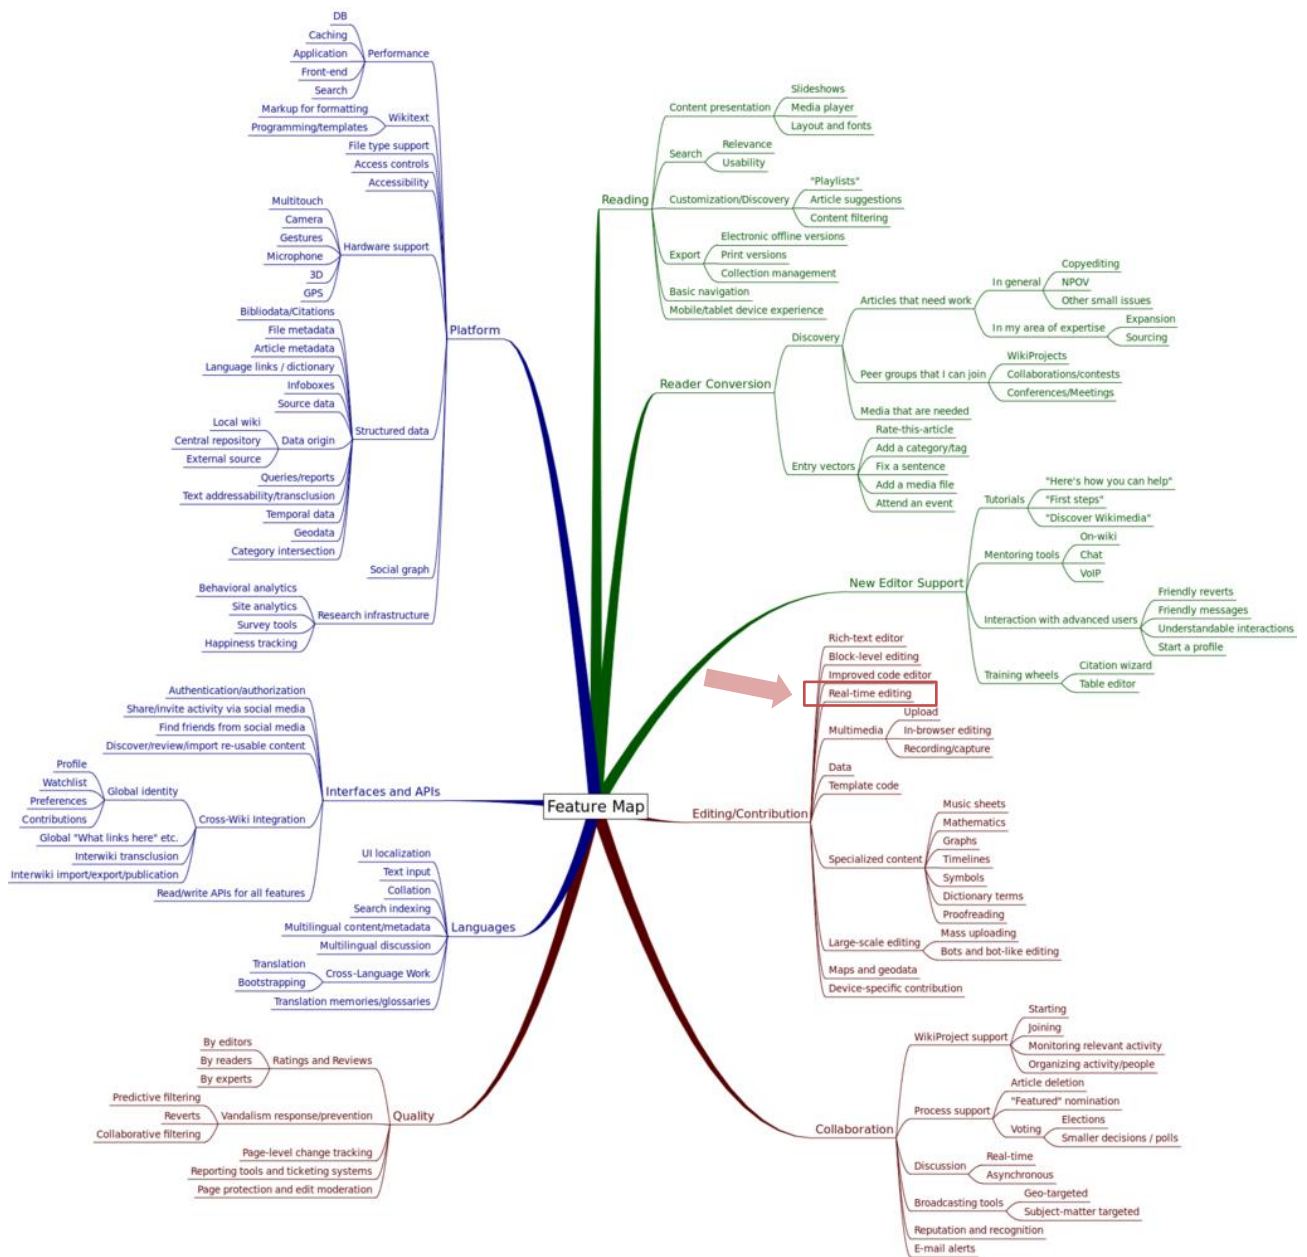 DB
Caching
Application
Front-end
Search
Performance
Markup for formatting
Programming/templates
Wikitext
File type support
Access controls
Accessibility
Multitouch
Camera
Gestures
Microphone
3D
GPS
Hardware support
Bibliodata/Citations
File metadata
Article metadata
Language links / dictionary
Infoboxes
Source data
Local wiki
Central repository
External source
Data origin
Queries/reports
Text addressability/transclusion
Temporal data
Geodata
Category intersection
Structured data
Social graph
Behavioral analytics
Site analytics
Survey tools
Happiness tracking
Research infrastructure
Platform
Authentication/authorization
Share/invite activity via social media
Find friends from social media
Discover/review/import re-usable content
Profile
Watchlist
Preferences
Contributions
Global identity
Global "What links here" etc.
Interwiki transclusion
Interwiki import/export/publication
Cross-Wiki Integration
Read/write APIs for all features
Interfaces and APIs
UI localization
Text input
Collation
Search indexing
Multilingual content/metadata
Multilingual discussion
Translation
Bootstrapping
Cross-Language Work
Translation memories/glossaries
Languages
By editors
By readers
By experts
Ratings and Reviews
Predictive filtering
Reverts
Collaborative filtering
Vandalism response/prevention
Page-level change tracking
Reporting tools and ticketing systems
Page protection and edit moderation
Quality
Feature Map
Reading
Content presentation
Slideshows
Media player
Layout and fonts
Search
Relevance
Usability
Customization/Discovery
"Playlists"
Article suggestions
Content filtering
Export
Electronic offline versions
Print versions
Collection management
Basic navigation
Mobile/tablet device experience
Reader Conversion
Discovery
Articles that need work
In general
Copyediting
NPOV
Other small issues
In my area of expertise
Expansion
Sourcing
Peer groups that I can join
WikiProjects
Collaborations/contests
Conferences/Meetings
Media that are needed
Entry vectors
Rate-this-article
Add a category/tag
Fix a sentence
Add a media file
Attend an event
New Editor Support
Tutorials
"Here's how you can help"
"First steps"
"Discover Wikimedia"
Mentoring tools
On-wiki
Chat
VoIP
Interaction with advanced users
Friendly reverts
Friendly messages
Understandable interactions
Start a profile
Training wheels
Citation wizard
Table editor
Editing/Contribution
Rich-text editor
Block-level editing
Improved code editor
Real-time editing
Multimedia
Upload
In-browser editing
Recording/capture
Data
Template code
Specialized content
Music sheets
Mathematics
Graphs
Timelines
Symbols
Dictionary terms
Proofreading
Large-scale editing
Mass uploading
Bots and bot-like editing
Maps and geodata
Device-specific contribution
Collaboration
WikiProject support
Starting
Joining
Monitoring relevant activity
Organizing activity/people
Process support
Article deletion
"Featured" nomination
Voting
Elections
Smaller decisions / polls
Discussion
Real-time
Asynchronous
Broadcasting tools
Geo-targeted
Subject-matter targeted
Reputation and recognition
E-mail alerts